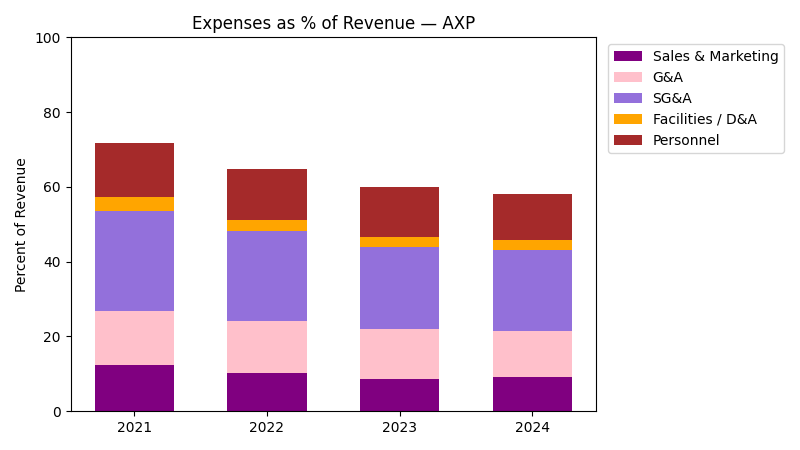 Expenses as % of Revenue — AXP
100
80
60
40
20
0
Percent of Revenue
2021
2022
2023
2024
Sales & Marketing
G&A
SG&A
Facilities / D&A
Personnel